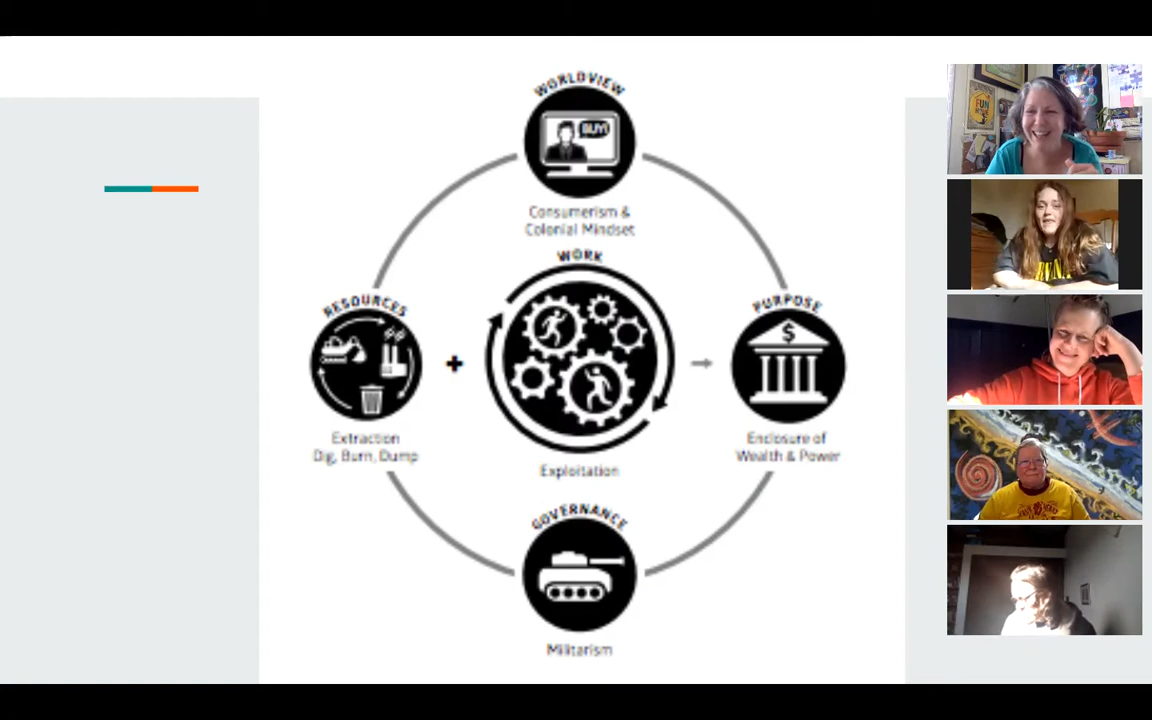 WORLDVIEW
BUY!
Consumerism &
Colonial Mindset
WORK
RESOURCES
PURPOSE
$
+
Extraction
Dig, Burn, Dump
Enclosure of
Wealth & Power
Exploitation
GOVERNANCE
Militarism
FUN